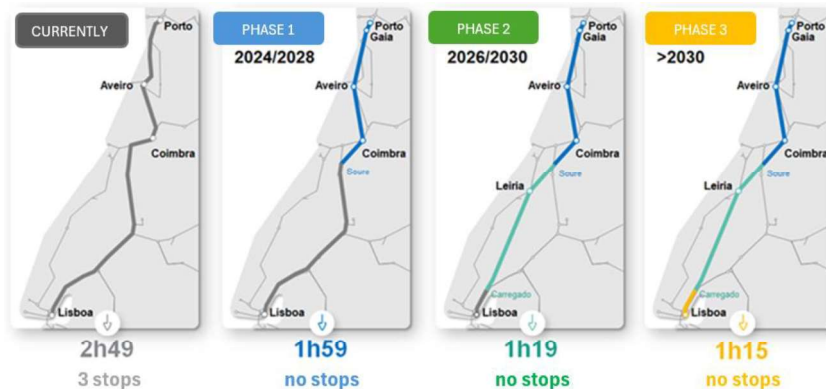 CURRENTLY
Porto
Aveiro
Coimbra
Lisboa
2h49
3 stops
PHASE 1
2024/2028
Porto
Gaia
Aveiro
Coimbra
Soure
Lisboa
1h59
no stops
PHASE 2
2026/2030
Porto
Gaia
Aveiro
Coimbra
Soure
Leiria
Carregado
Lisboa
1h19
no stops
PHASE 3
>2030
Porto
Gaia
Aveiro
Coimbra
Soure
Leiria
Carregado
Lisboa
1h15
no stops